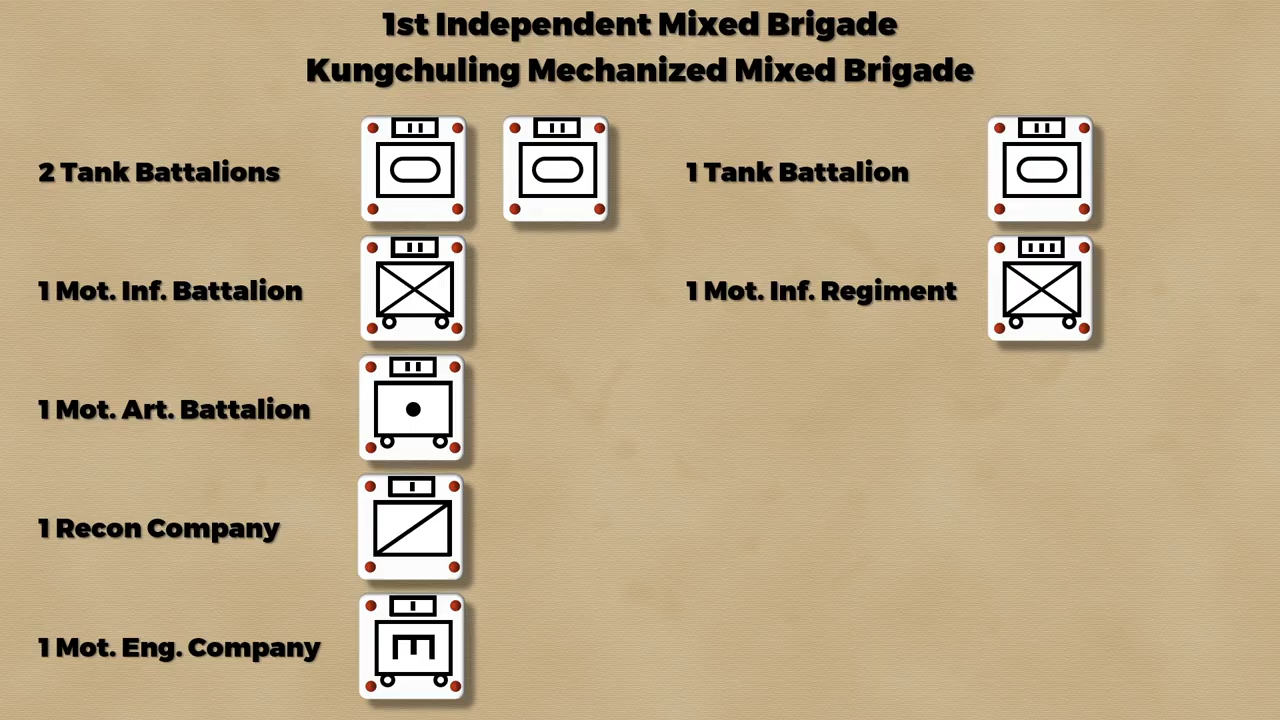 1st Independent Mixed Brigade
Kungchuling Mechanized Mixed Brigade
2 Tank Battalions
1 Mot. Inf. Battalion
1 Mot. Art. Battalion
1 Recon Company
1 Mot. Eng. Company
1 Tank Battalion
1 Mot. Inf. Regiment